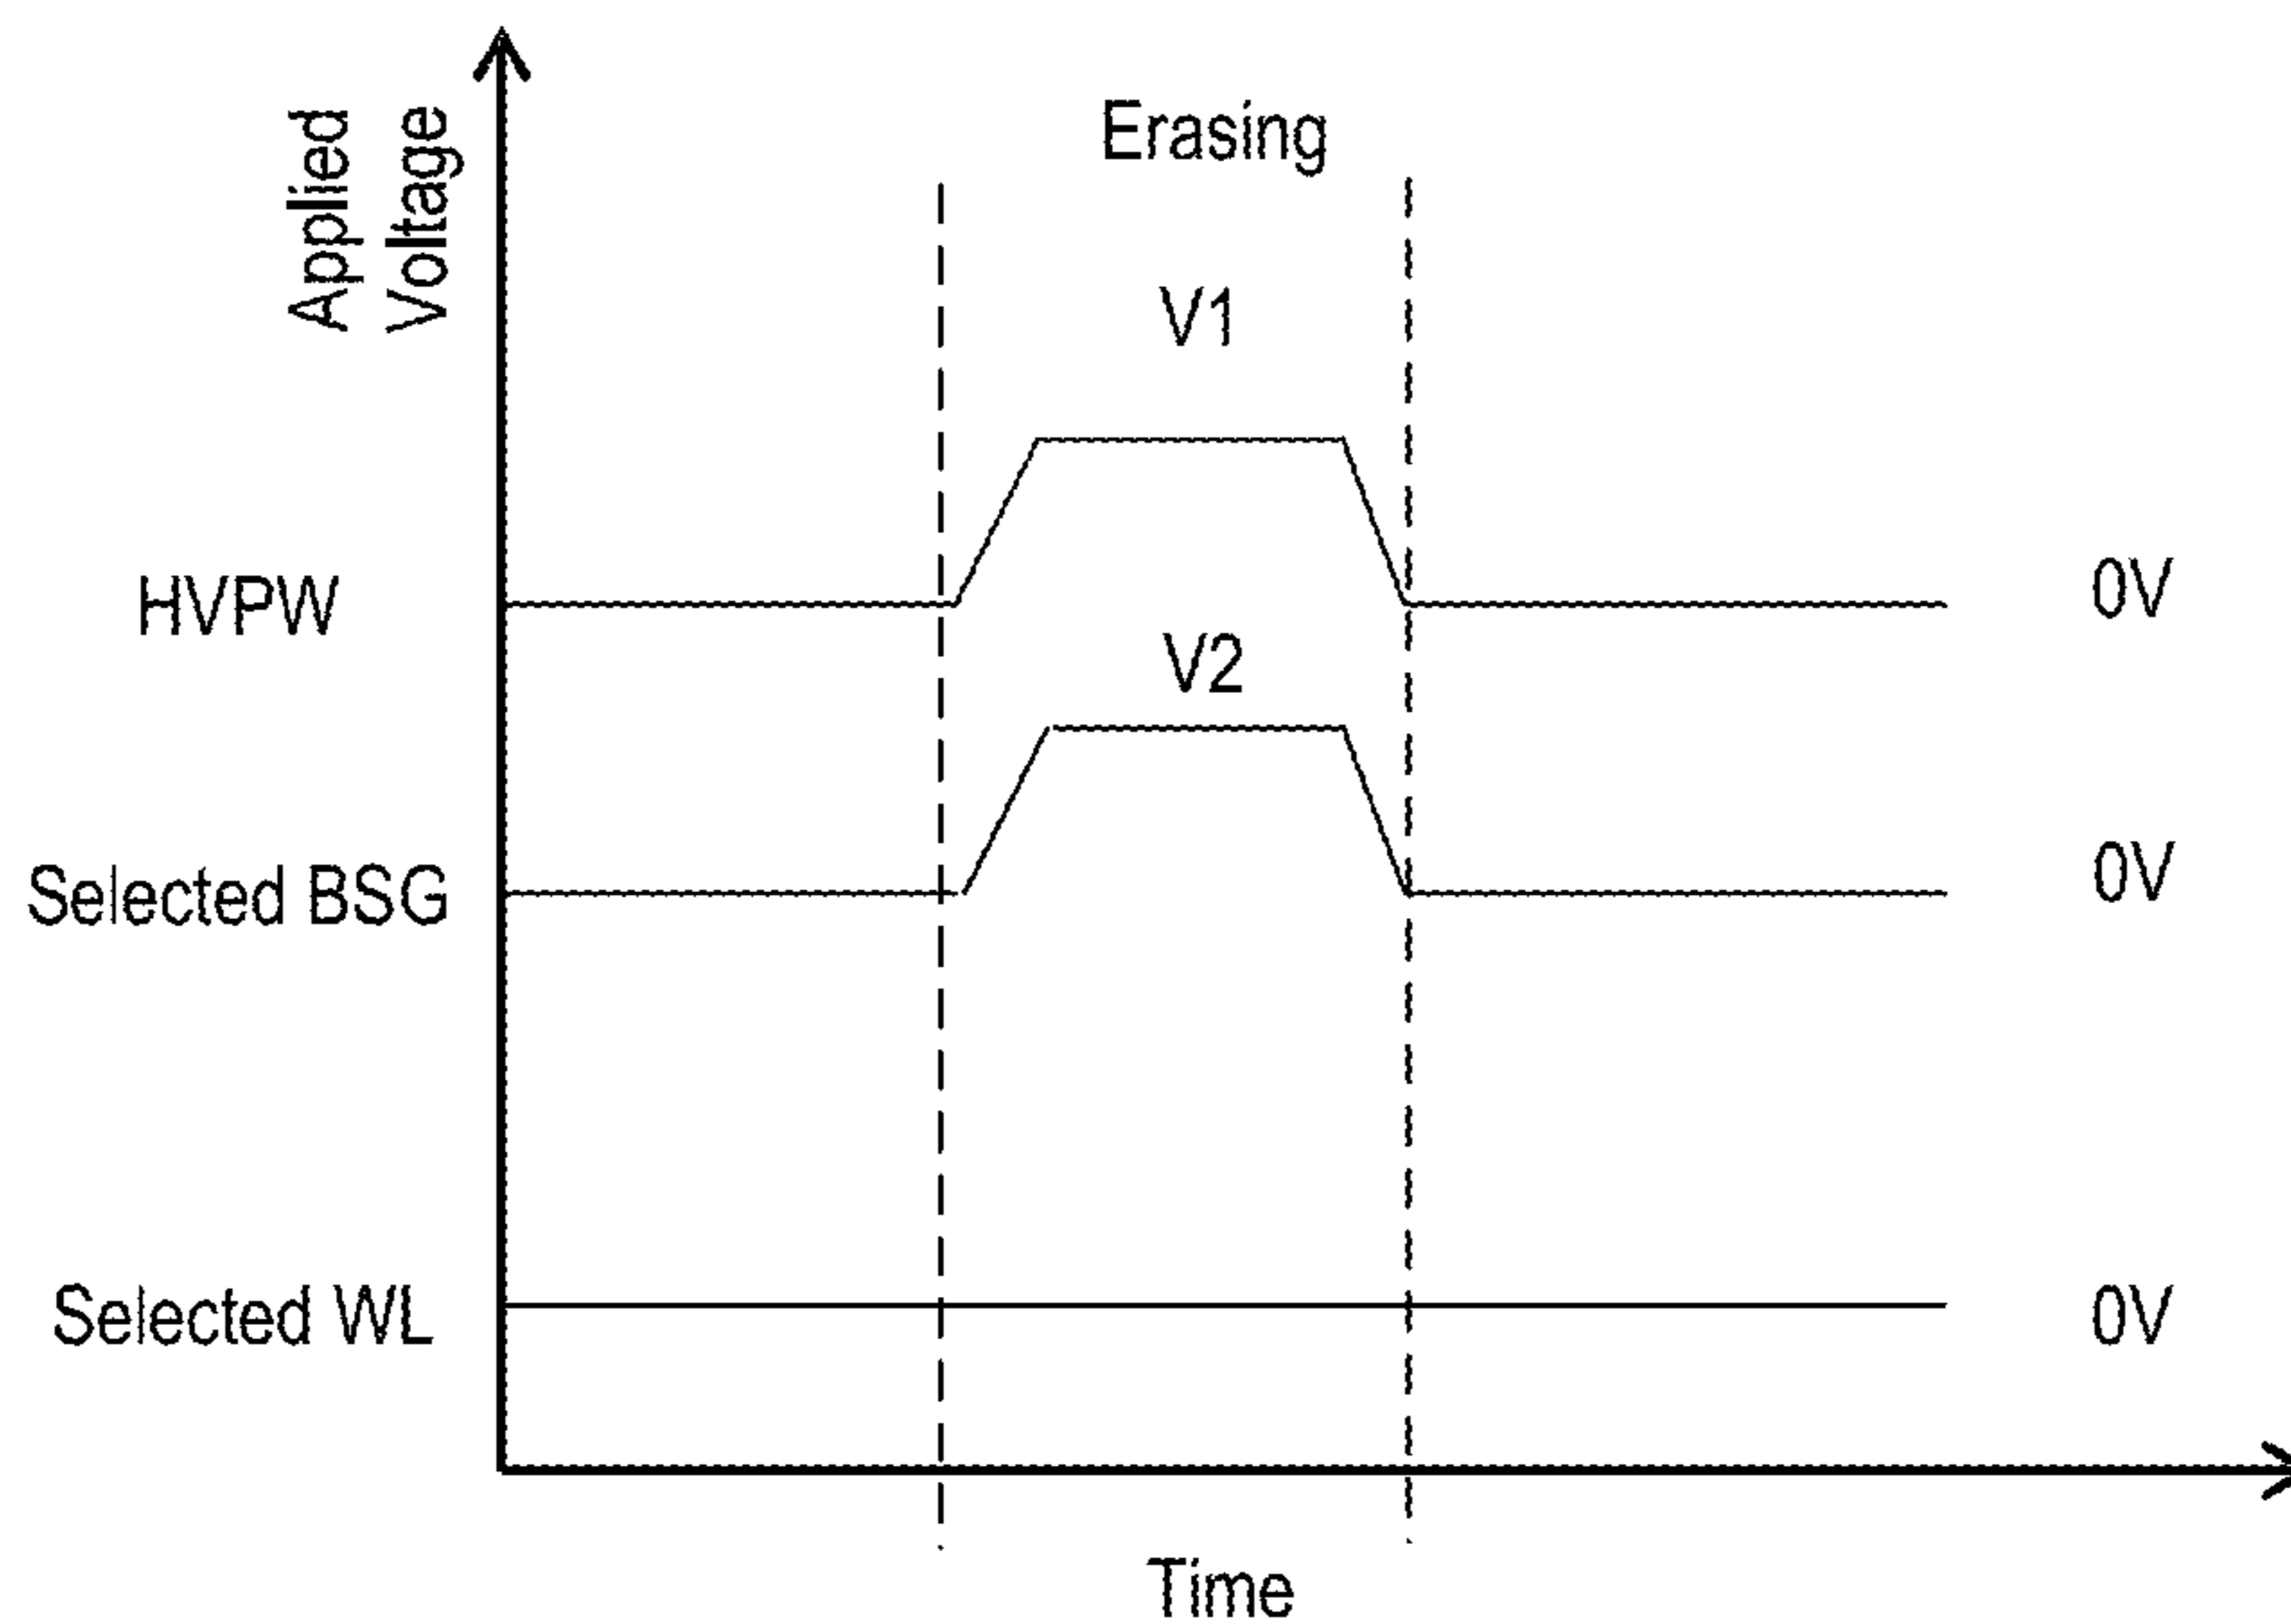 Applied
Voltage
Erasing
V1
HVPW
0V
V2
Selected BSG
0V
Selected WL
0V
Time